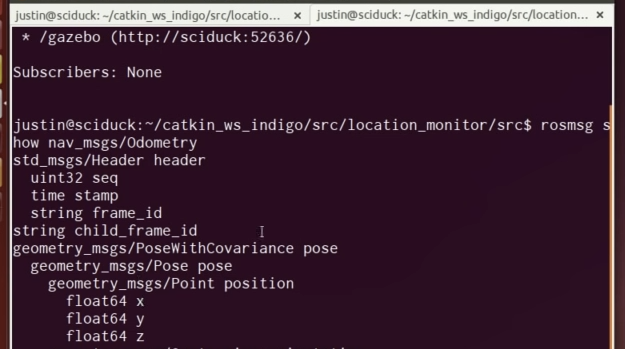 justin@sciduck: ~/catkin_ws_indigo/src/locatio... × justin@sciduck: ~/catkin_ws_indigo/src/location... ×
* /gazebo (http://sciduck:52636/)
Subscribers: None
justin@sciduck:~/catkin_ws_indigo/src/location_monitor/src$ rosmsg s
how nav_msgs/Odometry
std_msgs/Header header
uint32 seq
time stamp
string frame_id
string child_frame_id
geometry_msgs/PoseWithCovariance pose
geometry_msgs/Pose pose
geometry_msgs/Point position
float64 x
float64 y
float64 z